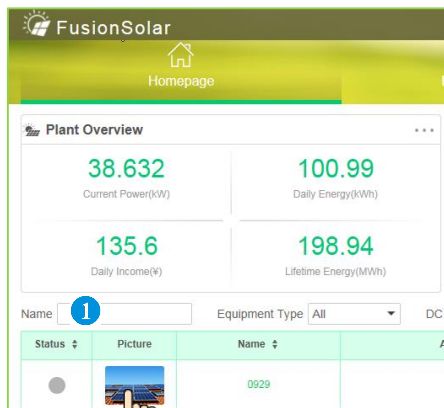 FusionSolar
Homepage
Plant Overview
38.632
100.99
Current Power(kW)
Daily Energy(kWh)
135.6
198.94
Daily Income(¥)
Lifetime Energy(MWh)
Name 1 Equipment Type All DC
Status Picture Name
0929